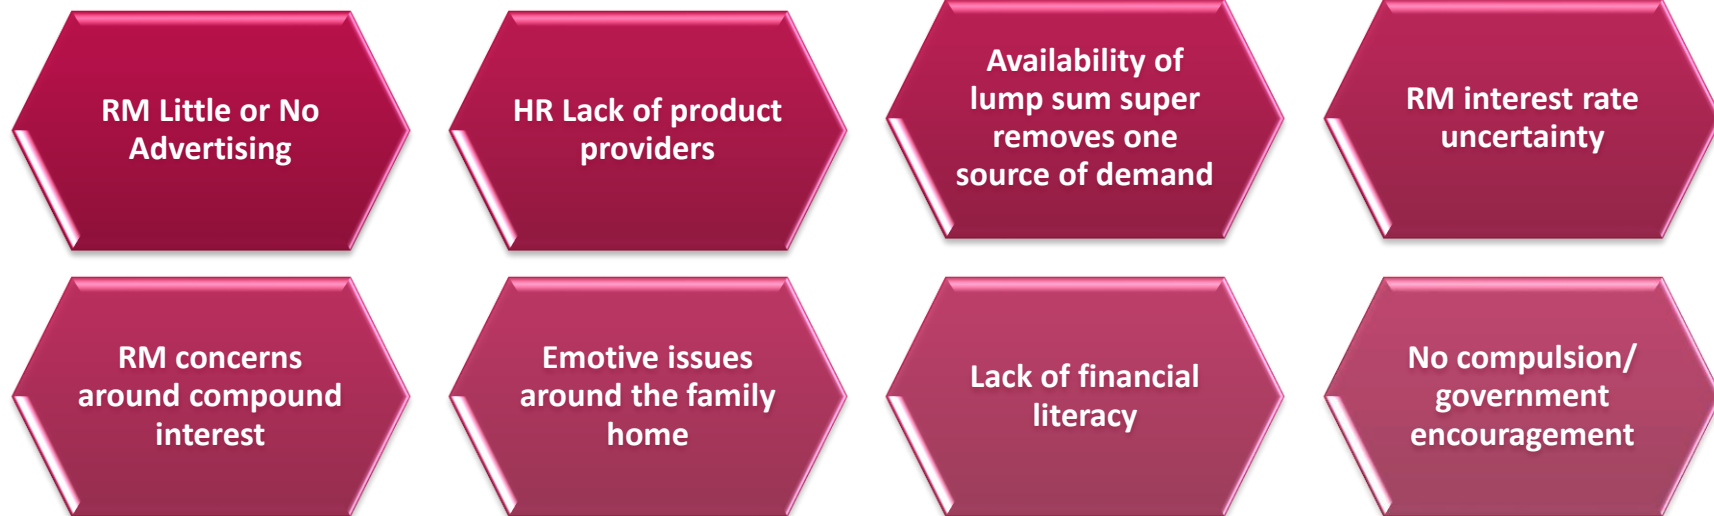 RM Little or No
Advertising
HR Lack of product
providers
Availability of
lump sum super
removes one
source of demand
RM interest rate
uncertainty
RM concerns
around compound
interest
Emotive issues
around the family
home
Lack of financial
literacy
No compulsion/
government
encouragement